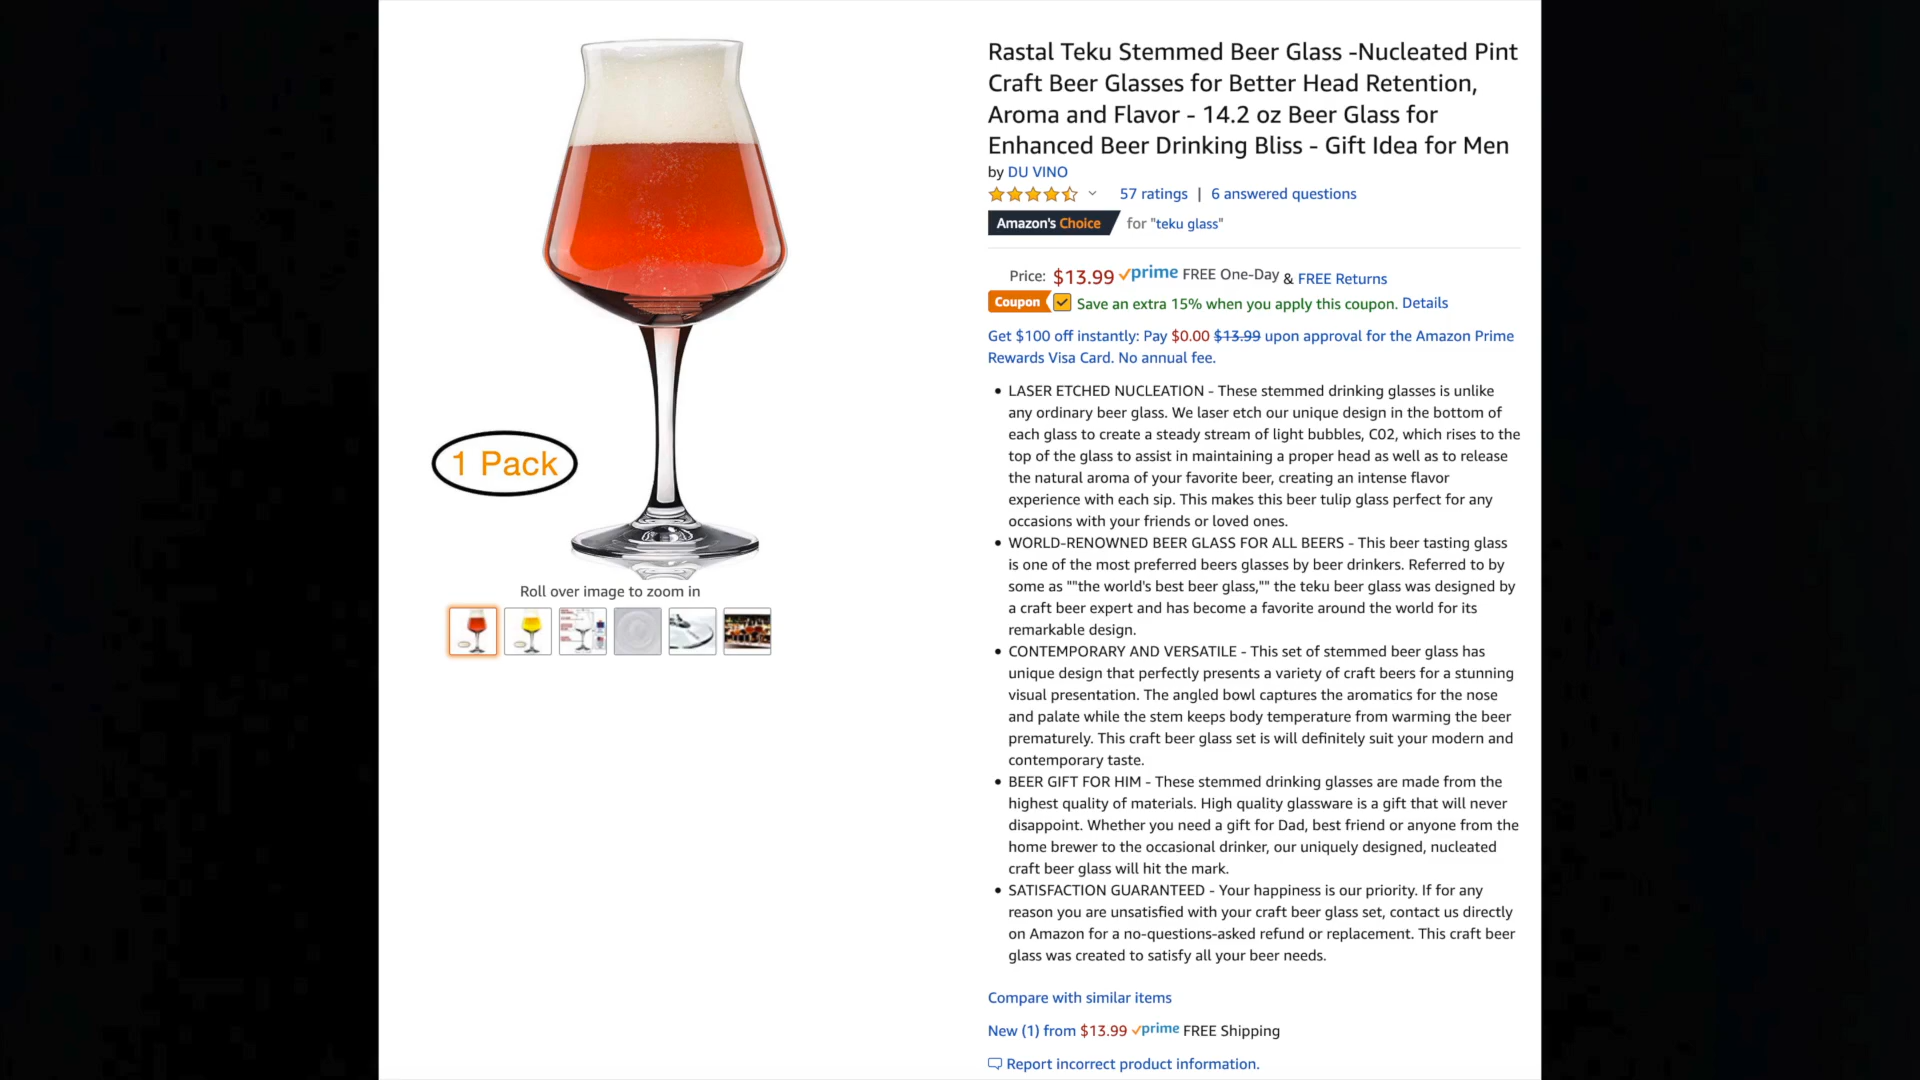 Rastal Teku Stemmed Beer Glass -Nucleated Pint
Craft Beer Glasses for Better Head Retention,
Aroma and Flavor - 14.2 oz Beer Glass for
Enhanced Beer Drinking Bliss - Gift Idea for Men
by DU VINO
57 ratings | 6 answered questions
Amazon's Choice for "teku glass"
Price: $13.99 prime FREE One-Day & FREE Returns
Coupon Save an extra 15% when you apply this coupon. Details
Get $100 off instantly: Pay $0.00 $13.99 upon approval for the Amazon Prime
Rewards Visa Card. No annual fee.
• LASER ETCHED NUCLEATION - These stemmed drinking glasses is unlike
any ordinary beer glass. We laser etch our unique design in the bottom of
each glass to create a steady stream of light bubbles, C02, which rises to the
top of the glass to assist in maintaining a proper head as well as to release
the natural aroma of your favorite beer, creating an intense flavor
experience with each sip. This makes this beer tulip glass perfect for any
occasions with your friends or loved ones.
• WORLD-RENOWNED BEER GLASS FOR ALL BEERS - This beer tasting glass
is one of the most preferred beers glasses by beer drinkers. Referred to by
some as ""the world's best beer glass,"" the teku beer glass was designed by
a craft beer expert and has become a favorite around the world for its
remarkable design.
• CONTEMPORARY AND VERSATILE - This set of stemmed beer glass has
unique design that perfectly presents a variety of craft beers for a stunning
visual presentation. The angled bowl captures the aromatics for the nose
and palate while the stem keeps body temperature from warming the beer
prematurely. This craft beer glass set is will definitely suit your modern and
contemporary taste.
• BEER GIFT FOR HIM - These stemmed drinking glasses are made from the
highest quality of materials. High quality glassware is a gift that will never
disappoint. Whether you need a gift for Dad, best friend or anyone from the
home brewer to the occasional drinker, our uniquely designed, nucleated
craft beer glass will hit the mark.
• SATISFACTION GUARANTEED - Your happiness is our priority. If for any
reason you are unsatisfied with your craft beer glass set, contact us directly
on Amazon for a no-questions-asked refund or replacement. This craft beer
glass was created to satisfy all your beer needs.
Compare with similar items
New (1) from $13.99 prime FREE Shipping
Report incorrect product information.
1 Pack
Roll over image to zoom in